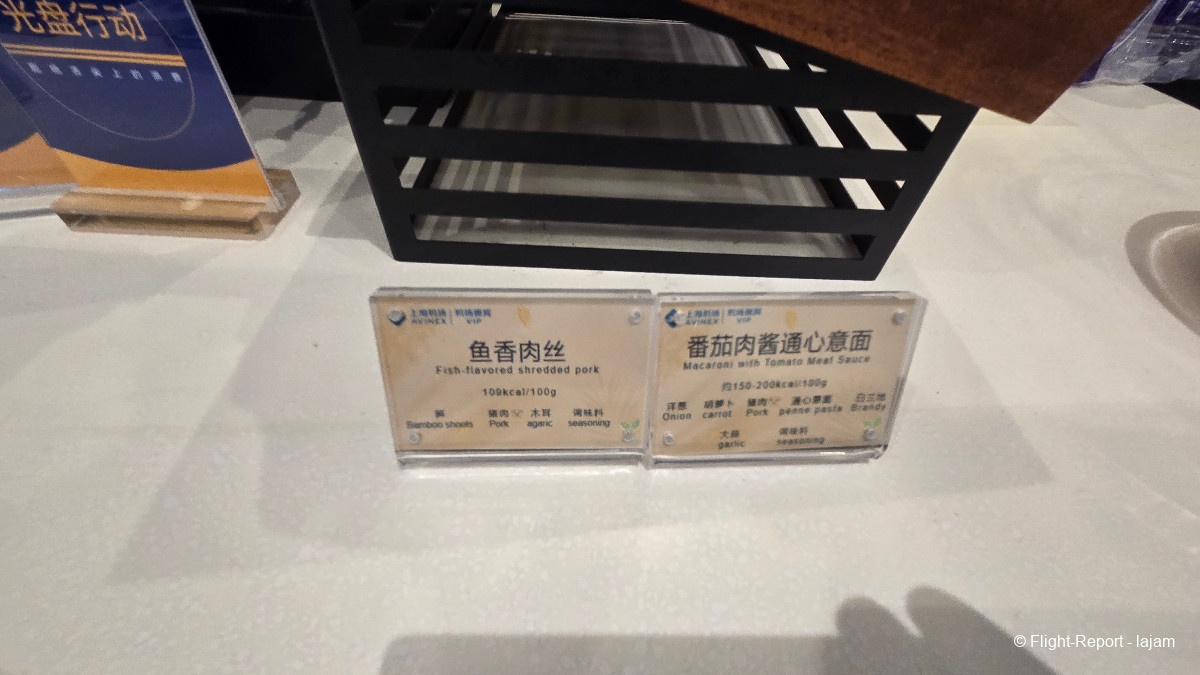 光盘行动
上海机场 机场贵宾
AVINEX VIP
鱼香肉丝
Fish-flavored shredded pork
109kcal/100g
猪肉 木耳 调味料
Bamboo shoots Pork agaric seasoning
上海机场 机场贵宾
AVINEX VIP
番茄肉酱通心意面
Macaroni with Tomato Meat Sauce
约150-200kcal/100g
洋葱 胡萝卜 猪肉 通心意面 白兰地
Onion carrot Pork penne pasta Brandy
大蒜 调味料
garlic seasoning
© Flight-Report - lajam